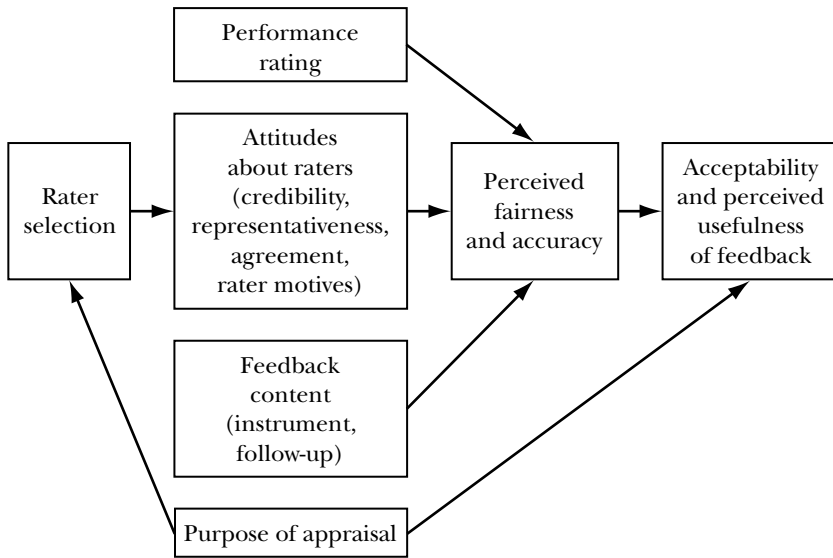 Performance
rating
Rater
selection
Attitudes
about raters
(credibility,
representativeness,
agreement,
rater motives)
Perceived
fairness
and accuracy
Acceptability
and perceived
usefulness
of feedback
Feedback
content
(instrument,
follow-up)
Purpose of appraisal